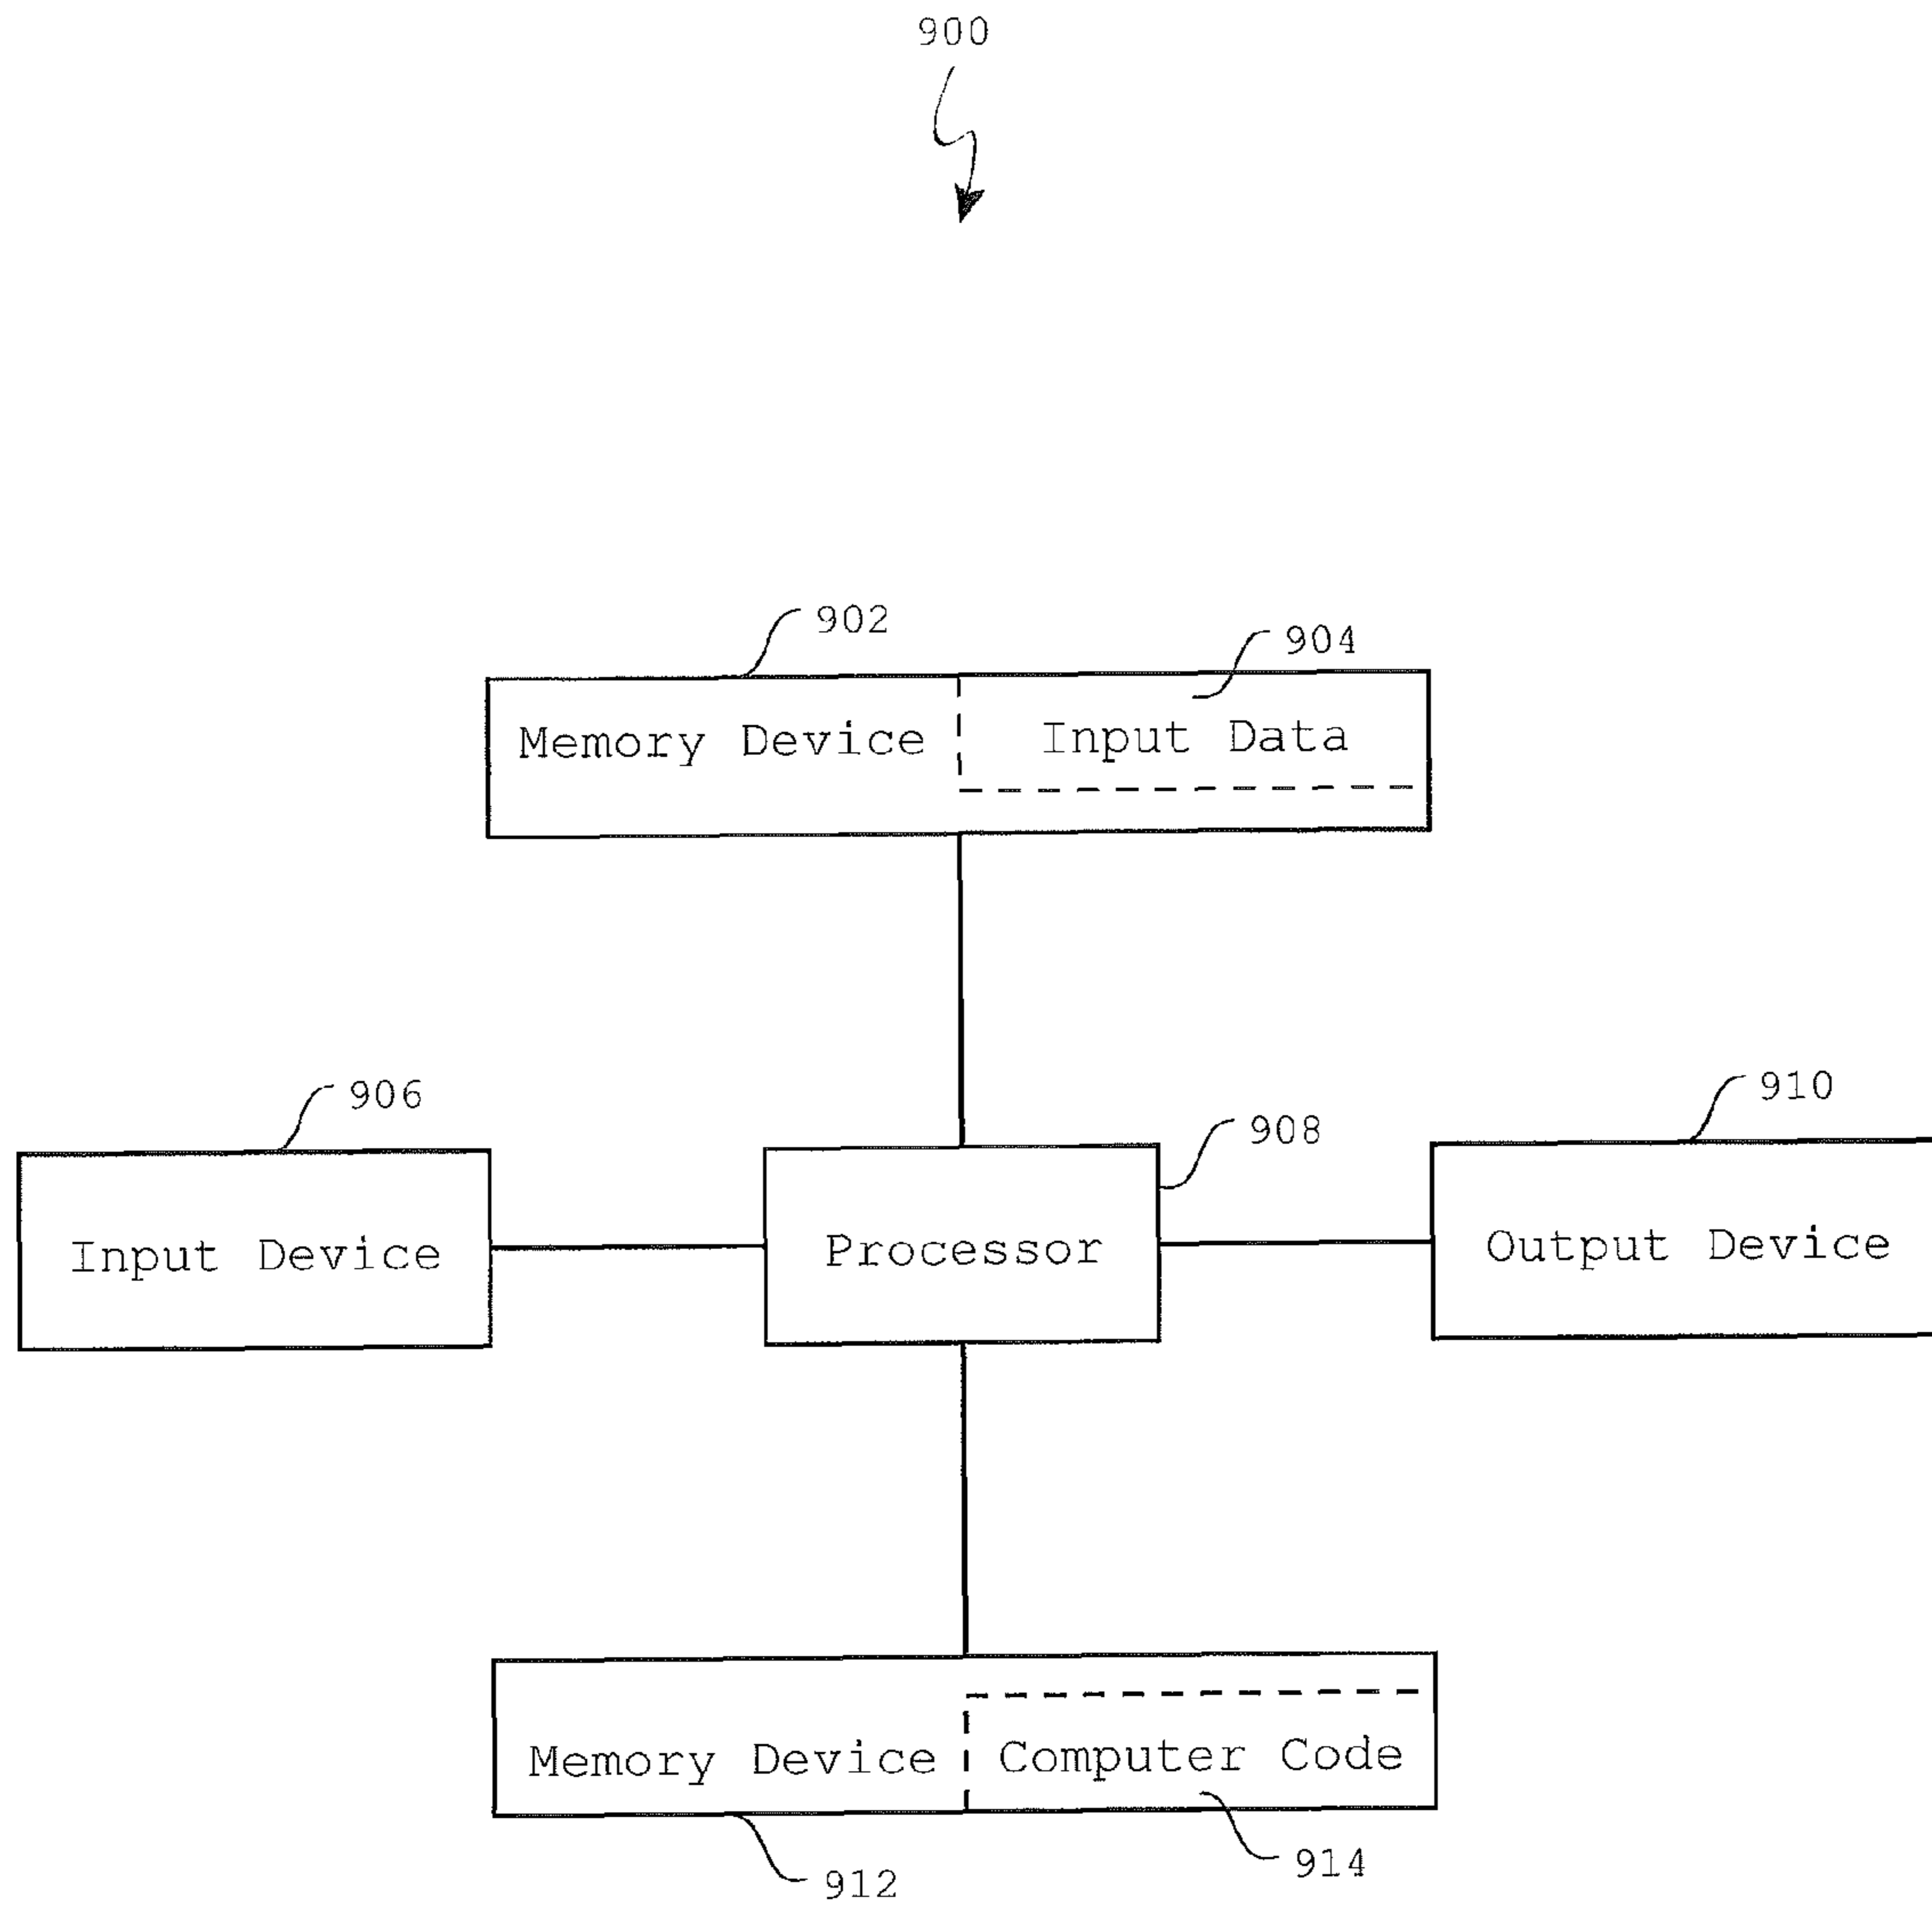 900
902
904
Memory Device
Input Data
906
908
910
Input Device
Processor
Output Device
Memory Device
Computer Code
912
914